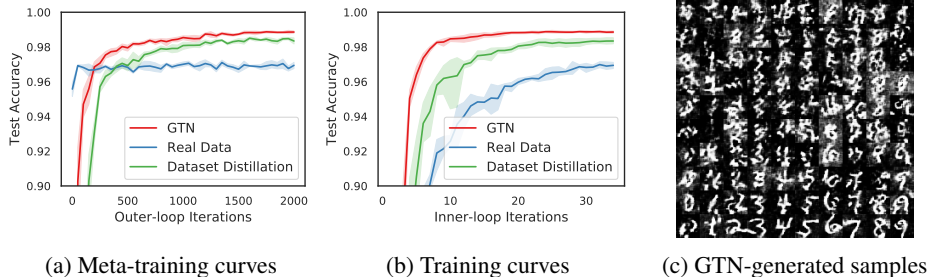 1.00
0.98
0.96
0.94
0.92
0.90
Test Accuracy
GTN
Real Data
Dataset Distillation
0 500 1000 1500 2000
Outer-loop Iterations
(a) Meta-training curves
1.00
0.98
0.96
0.94
0.92
0.90
Test Accuracy
GTN
Real Data
Dataset Distillation
0 10 20 30
Inner-loop Iterations
(b) Training curves
(c) GTN-generated samples